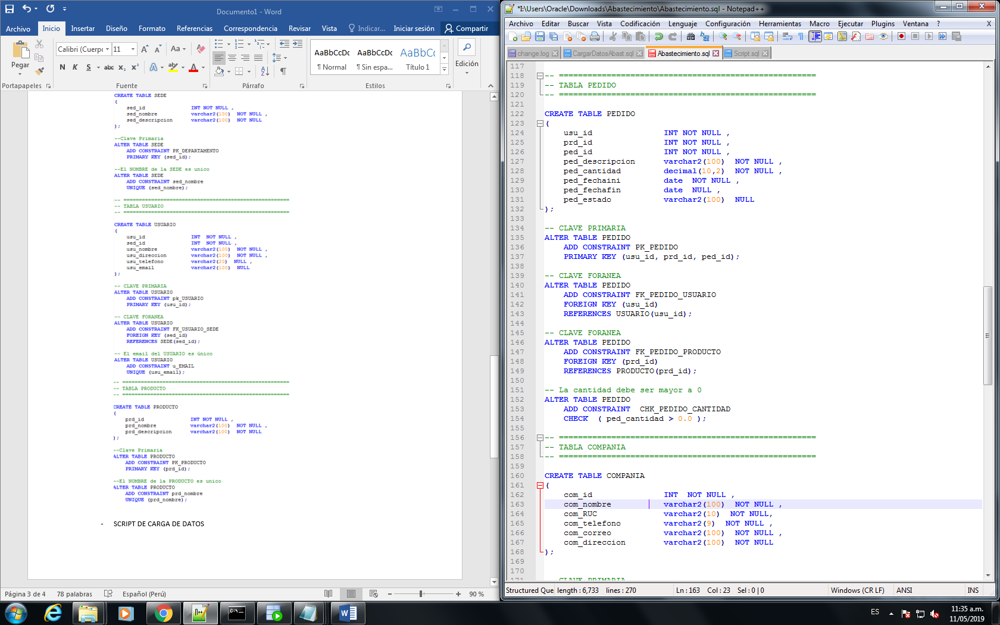 Documento1 - Word
Archivo Inicio Insertar Diseño Formato Referencias Correspondencia Revisar Vista Indicar... Iniciar sesión Compartir
Pegar
Calibri (Cuerpo 11
Aa
N K S abc x₂ x²
AaBbCcDc AaBbCcDc AaBbC(
¶ Normal ¶ Sin espa... Título 1
Edición
Portapapeles Fuente Párrafo Estilos
CREATE TABLE SEDE
(
sed_id INT NOT NULL ,
sed_nombre varchar2(100) NOT NULL ,
sed_descripcion varchar2(100) NOT NULL
);
--Clave Primaria
ALTER TABLE SEDE
ADD CONSTRAINT PK_DEPARTAMENTO
PRIMARY KEY (sed_id);
--El NOMBRE de la SEDE es unico
ALTER TABLE SEDE
ADD CONSTRAINT sed_nombre
UNIQUE (sed_nombre);
-- ======================================================
-- TABLA USUARIO
-- ======================================================
CREATE TABLE USUARIO
(
usu_id INT NOT NULL ,
sed_id INT NOT NULL ,
usu_nombre varchar2(100) NOT NULL ,
usu_direccion varchar2(100) NOT NULL ,
usu_telefono varchar2(20) NULL ,
usu_email varchar2(100) NULL
);
-- CLAVE PRIMARIA
ALTER TABLE USUARIO
ADD CONSTRAINT pk_USUARIO
PRIMARY KEY (usu_id);
-- CLAVE FORANEA
ALTER TABLE USUARIO
ADD CONSTRAINT FK_USUARIO_SEDE
FOREIGN KEY (sed_id)
REFERENCES SEDE(sed_id);
-- El email del USUARIO es único
ALTER TABLE USUARIO
ADD CONSTRAINT u_EMAIL
UNIQUE (usu_email);
-- ======================================================
-- TABLA PRODUCTO
-- ======================================================
CREATE TABLE PRODUCTO
(
prd_id INT NOT NULL ,
prd_nombre varchar2(100) NOT NULL ,
prd_descripcion varchar2(100) NOT NULL
);
--Clave Primaria
ALTER TABLE PRODUCTO
ADD CONSTRAINT PK_PRODUCTO
PRIMARY KEY (prd_id);
--El NOMBRE de la PRODUCTO es unico
ALTER TABLE PRODUCTO
ADD CONSTRAINT prd_nombre
UNIQUE (prd_nombre);
- SCRIPT DE CARGA DE DATOS
Página 3 de 4 78 palabras Español (Perú) 90 %
*I:\Users\Oracle\Downloads\Abastecimiento\Abastecimiento.sql - Notepad++
Archivo Editar Buscar Vista Codificación Lenguaje Configuración Herramientas Macro Ejecutar Plugins Ventana ? X
change.log CargarDatosAbast.sql Abastecimiento.sql Script.sql
117
118 -- ======================================================
119 -- TABLA PEDIDO
120 -- ======================================================
121
122 CREATE TABLE PEDIDO
123 (
124 usu_id INT NOT NULL ,
125 prd_id INT NOT NULL ,
126 ped_id INT NOT NULL ,
127 ped_descripcion varchar2(100) NOT NULL ,
128 ped_cantidad decimal(10,2) NOT NULL ,
129 ped_fechaini date NOT NULL ,
130 ped_fechafin date NULL ,
131 ped_estado varchar2(100) NULL
132 );
133
134 -- CLAVE PRIMARIA
135 ALTER TABLE PEDIDO
136 ADD CONSTRAINT PK_PEDIDO
137 PRIMARY KEY (usu_id, prd_id, ped_id);
138
139 -- CLAVE FORANEA
140 ALTER TABLE PEDIDO
141 ADD CONSTRAINT FK_PEDIDO_USUARIO
142 FOREIGN KEY (usu_id)
143 REFERENCES USUARIO(usu_id);
144
145 -- CLAVE FORANEA
146 ALTER TABLE PEDIDO
147 ADD CONSTRAINT FK_PEDIDO_PRODUCTO
148 FOREIGN KEY (prd_id)
149 REFERENCES PRODUCTO(prd_id);
150
151 -- La cantidad debe ser mayor a 0
152 ALTER TABLE PEDIDO
153 ADD CONSTRAINT CHK_PEDIDO_CANTIDAD
154 CHECK ( ped_cantidad > 0.0 );
155
156 -- ======================================================
157 -- TABLA COMPANIA
158 -- ======================================================
159
160 CREATE TABLE COMPANIA
161 (
162 com_id INT NOT NULL ,
163 com_nombre varchar2(100) NOT NULL ,
164 com_RUC varchar2(10) NOT NULL,
165 com_telefono varchar2(9) NOT NULL ,
166 com_correo varchar2(100) NOT NULL ,
167 com_direccion varchar2(100) NOT NULL
168 );
169
170
171 -- CLAVE PRIMARIA
Structured Que length : 6,733 lines : 270 Ln : 163 Col : 23 Sel : 0 | 0 Windows (CR LF) ANSI INS
ES
11:35 a.m.
11/05/2019